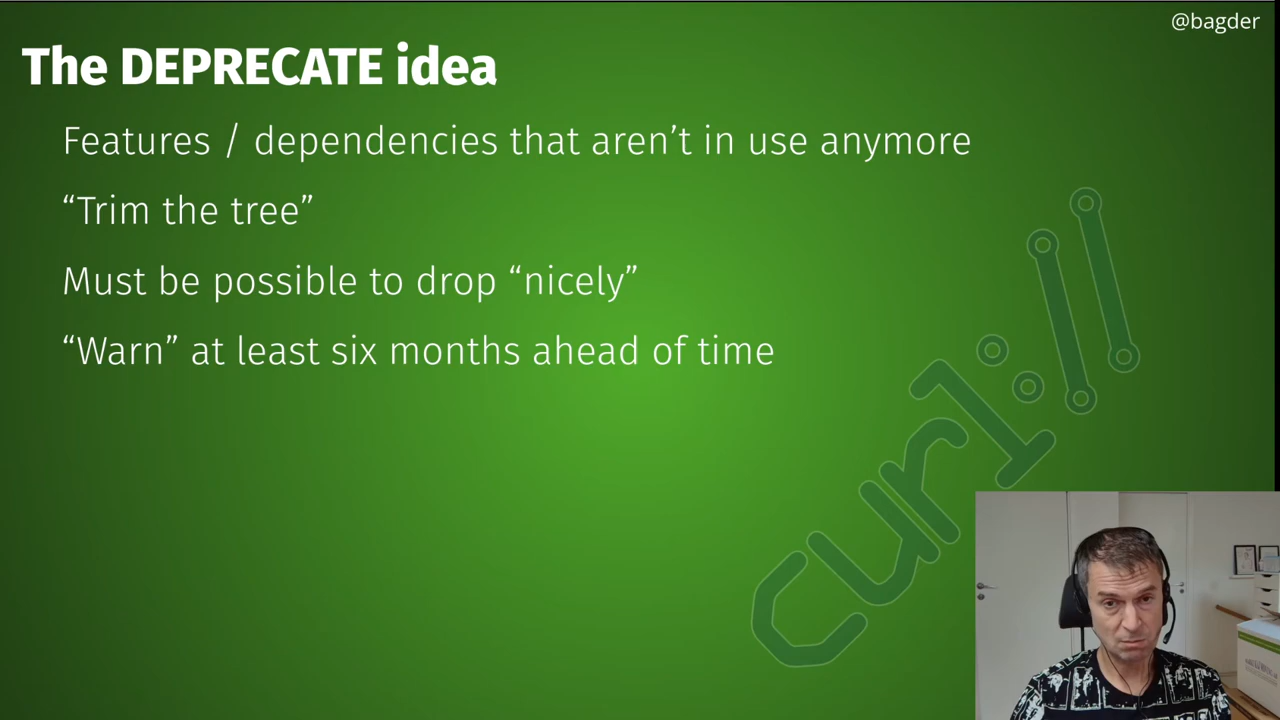 @bagder
The DEPRECATE idea
Features / dependencies that aren’t in use anymore
“Trim the tree”
Must be possible to drop “nicely”
“Warn” at least six months ahead of time
curl://